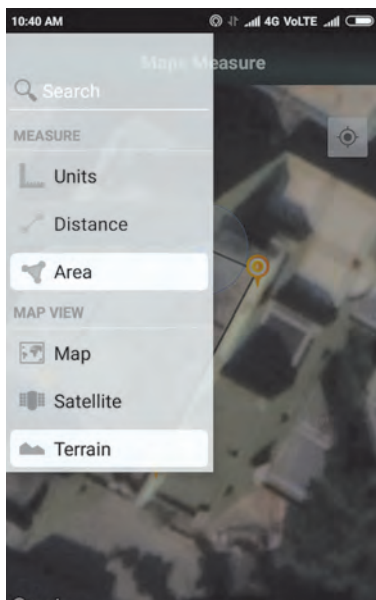 10:40 AM 4G VoLTE
Maps Measure
Search
MEASURE
Units
Distance
Area
MAP VIEW
Map
Satellite
Terrain